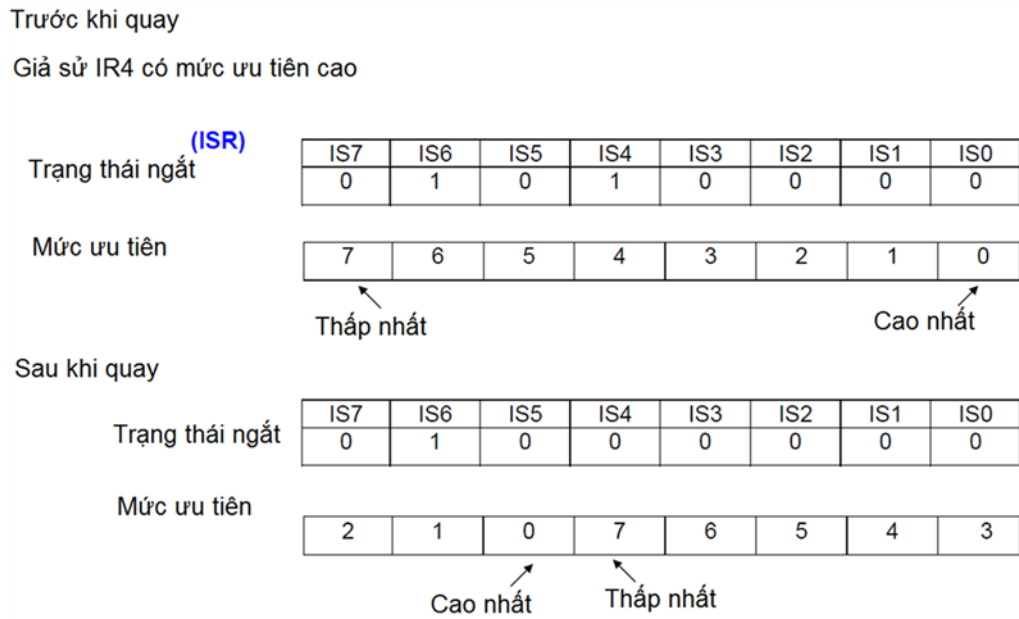 Trước khi quay
Giả sử IR4 có mức ưu tiên cao
(ISR)
Trạng thái ngắt
IS7 IS6 IS5 IS4 IS3 IS2 IS1 IS0
0 1 0 1 0 0 0 0
Mức ưu tiên
7 6 5 4 3 2 1 0
Thấp nhất Cao nhất
Sau khi quay
Trạng thái ngắt
IS7 IS6 IS5 IS4 IS3 IS2 IS1 IS0
0 1 0 0 0 0 0 0
Mức ưu tiên
2 1 0 7 6 5 4 3
Cao nhất Thấp nhất